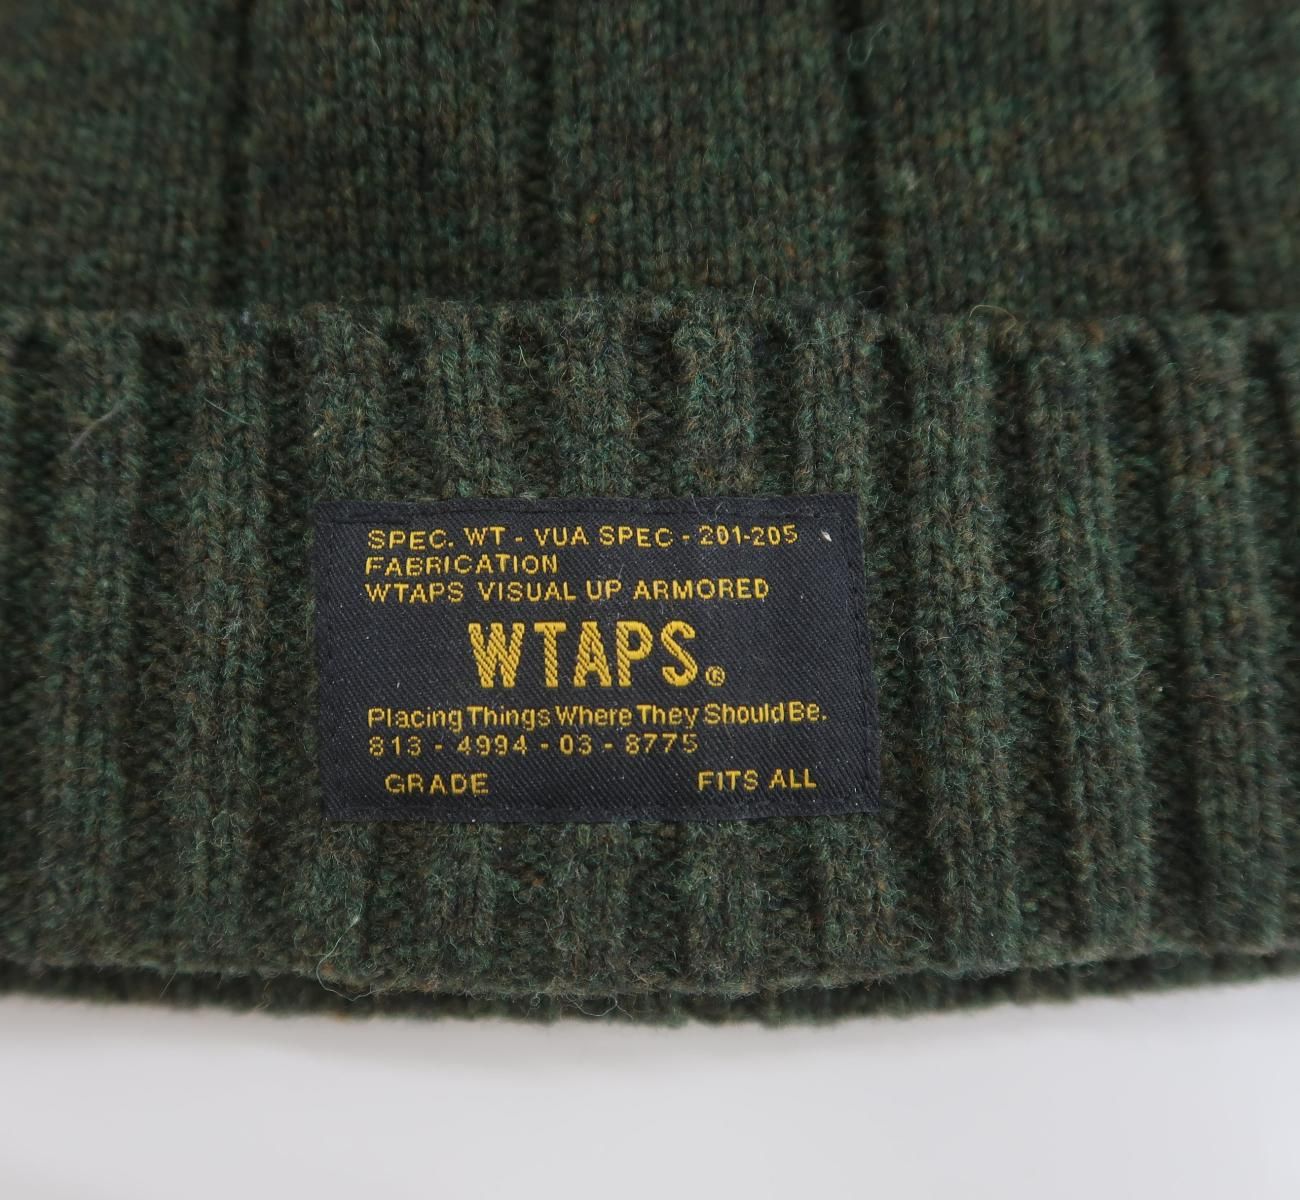 SPEC. WT - VUA SPEC - 201-205
FABRICATION
WTAPS VISUAL UP ARMORED
WTAPS.®
Placing Things Where They Should Be.
813 - 4994 - 03 - 8775
GRADE FITS ALL